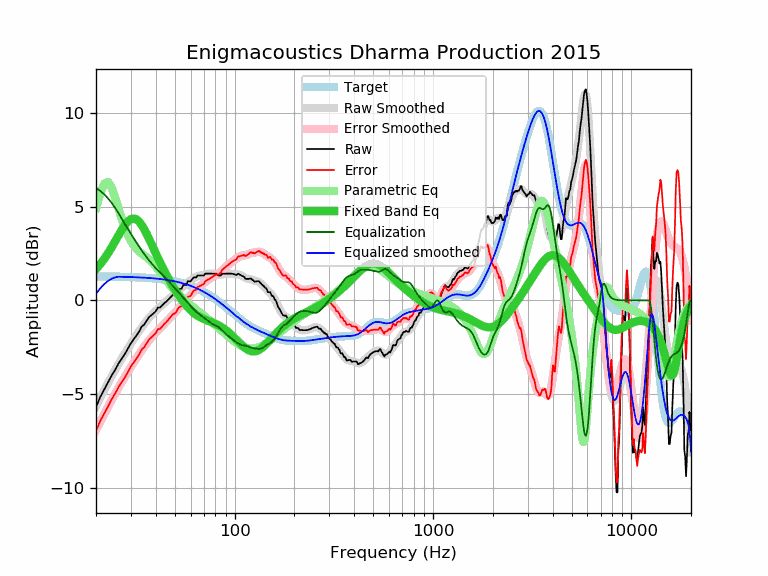 Enigmacoustics Dharma Production 2015
Target
Raw Smoothed
Error Smoothed
Raw
Error
Parametric Eq
Fixed Band Eq
Equalization
Equalized smoothed
Amplitude (dBr)
10
5
0
−5
−10
100 1000 10000
Frequency (Hz)